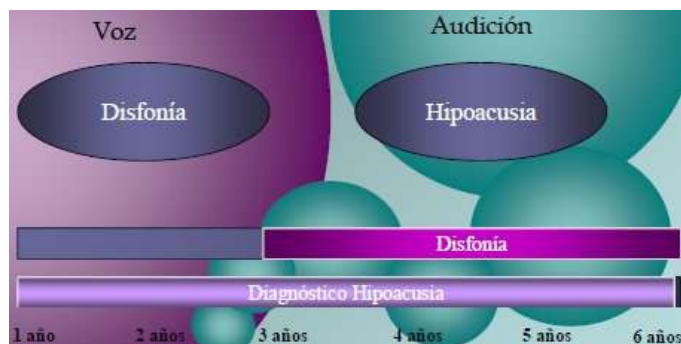 Voz
Audición
Disfonía
Hipoacusia
Disfonía
Diagnóstico Hipoacusia
1 año 2 años 3 años 4 años 5 años 6 años